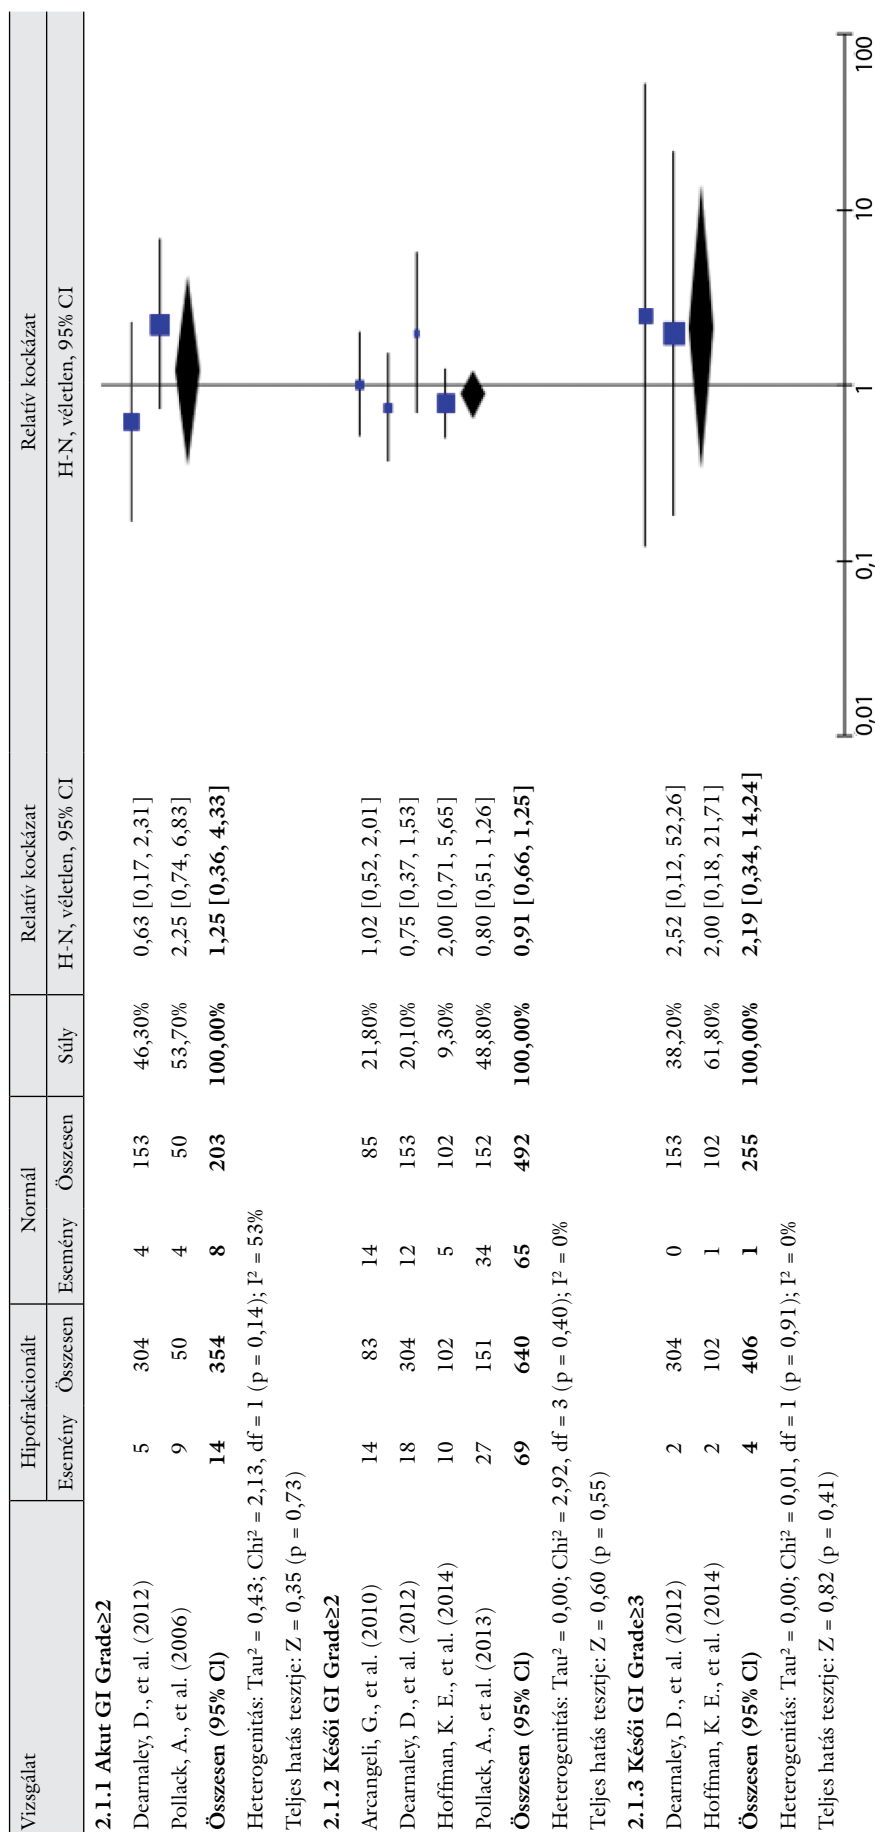 Vizsgálat Hipofrakcionált Normál Relatív kockázat Relatív kockázat
Esemény Összesen Esemény Összesen Súly H-N, véletlen, 95% CI H-N, véletlen, 95% CI
2.1.1 Akut GI Grade≥2
Dearnaley, D., et al. (2012) 5 304 4 153 46,30% 0,63 [0,17, 2,31]
Pollack, A., et al. (2006) 9 50 4 50 53,70% 2,25 [0,74, 6,83]
Összesen (95% CI) 14 354 8 203 100,00% 1,25 [0,36, 4,33]
Heterogenitás: Tau² = 0,43; Chi² = 2,13, df = 1 (p = 0,14); I² = 53%
Teljes hatás tesztje: Z = 0,35 (p = 0,73)
2.1.2 Késői GI Grade≥2
Arcangeli, G., et al. (2010) 14 83 14 85 21,80% 1,02 [0,52, 2,01]
Dearnaley, D., et al. (2012) 18 304 12 153 20,10% 0,75 [0,37, 1,53]
Hoffman, K. E., et al. (2014) 10 102 5 102 9,30% 2,00 [0,71, 5,65]
Pollack, A., et al. (2013) 27 151 34 152 48,80% 0,80 [0,51, 1,26]
Összesen (95% CI) 69 640 65 492 100,00% 0,91 [0,66, 1,25]
Heterogenitás: Tau² = 0,00; Chi² = 2,92, df = 3 (p = 0,40); I² = 0%
Teljes hatás tesztje: Z = 0,60 (p = 0,55)
2.1.3 Késői GI Grade≥3
Dearnaley, D., et al. (2012) 2 304 0 153 38,20% 2,52 [0,12, 52,26]
Hoffman, K. E., et al. (2014) 2 102 1 102 61,80% 2,00 [0,18, 21,71]
Összesen (95% CI) 4 406 1 255 100,00% 2,19 [0,34, 14,24]
Heterogenitás: Tau² = 0,00; Chi² = 0,01, df = 1 (p = 0,91); I² = 0%
Teljes hatás tesztje: Z = 0,82 (p = 0,41)
0,01 0,1 1 10 100